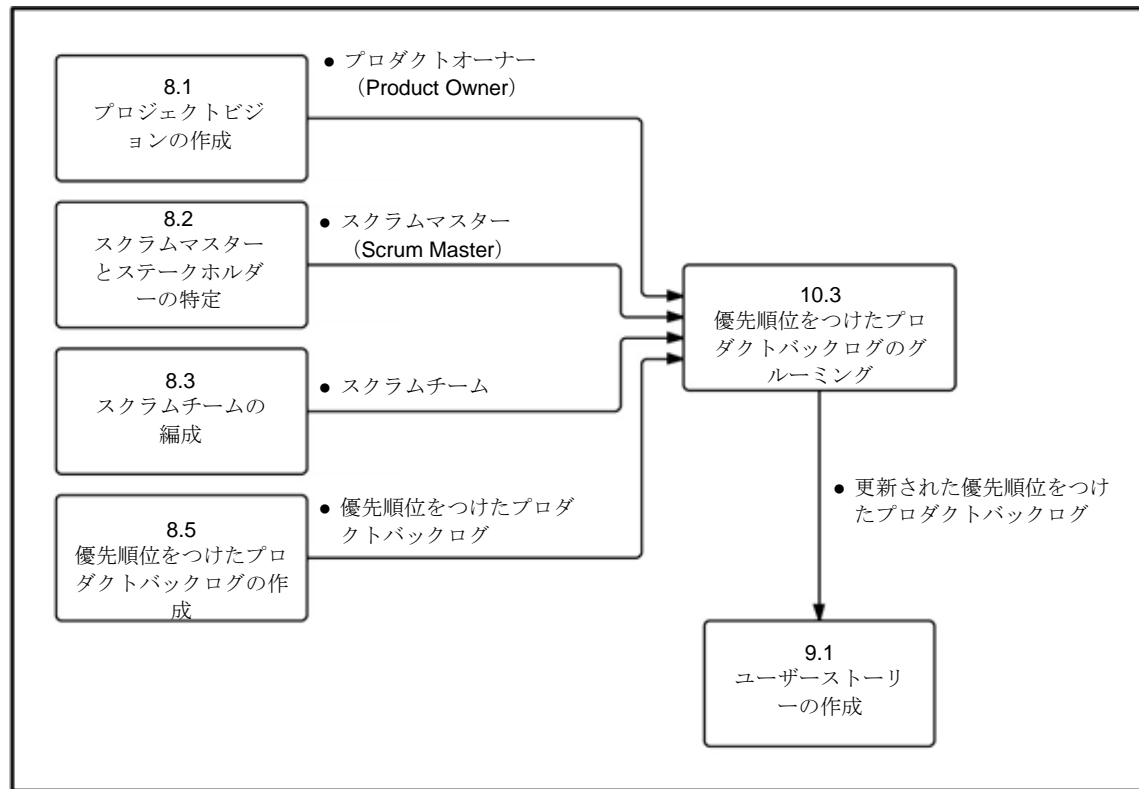 8.1
プロジェクトビジ
ョンの作成
● プロダクトオーナー
（Product Owner）
8.2
スクラムマスター
とステークホルダ
ーの特定
● スクラムマスター
（Scrum Master）
8.3
スクラムチームの
編成
● スクラムチーム
8.5
優先順位をつけたプロ
ダクトバックログの作
成
● 優先順位をつけたプロダ
クトバックログ
10.3
優先順位をつけたプロ
ダクトバックログのグ
ルーミング
● 更新された優先順位をつけ
たプロダクトバックログ
9.1
ユーザーストーリ
ーの作成